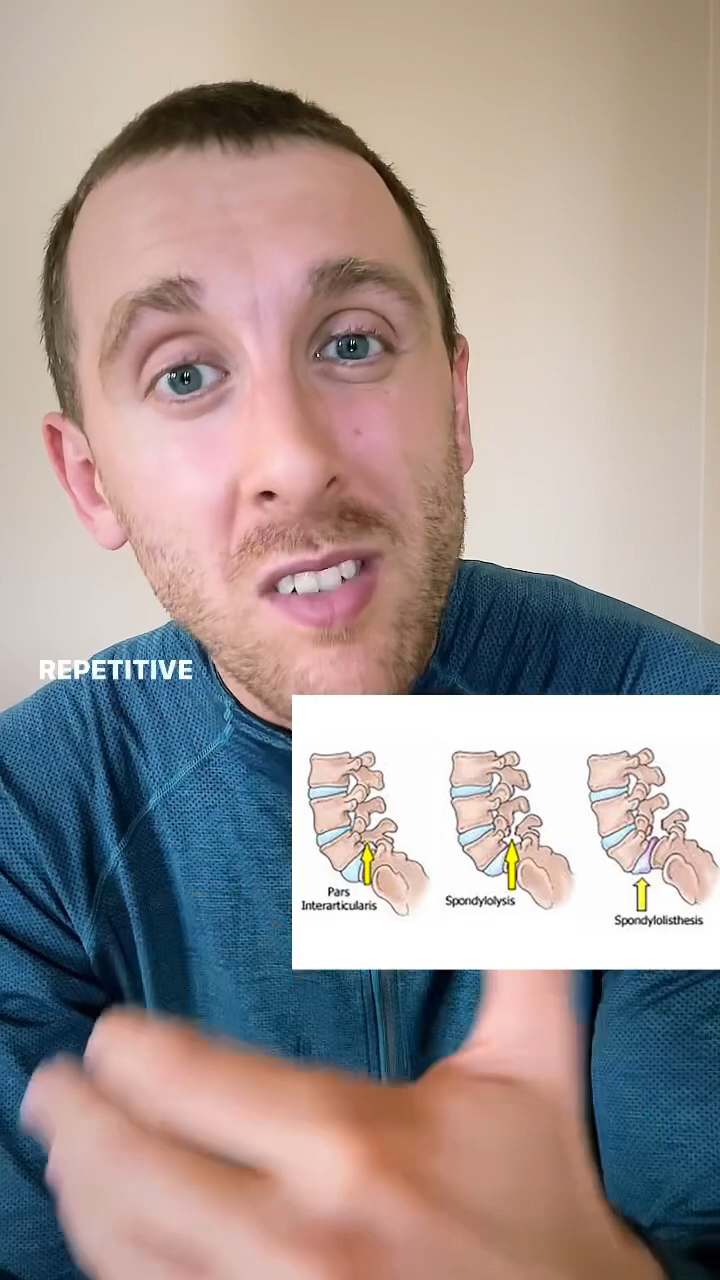 REPETITIVE
Pars
Interarticularis
Spondylolysis
Spondylolisthesis